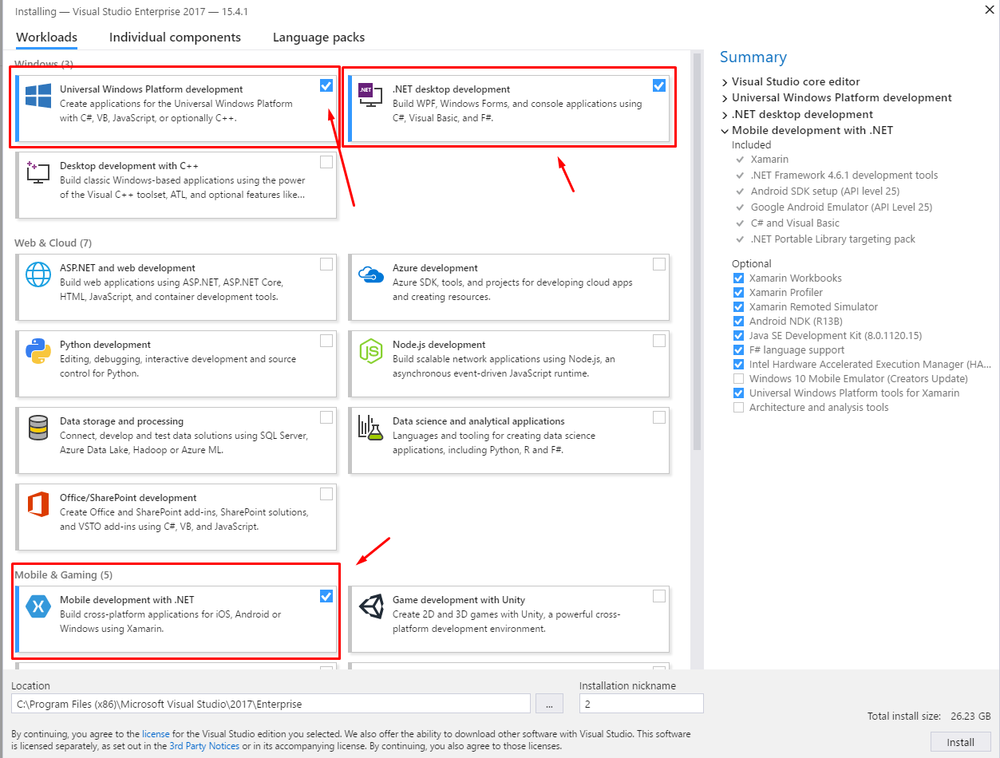 Installing — Visual Studio Enterprise 2017 — 15.4.1
Workloads
Individual components
Language packs
Windows (3)
Universal Windows Platform development
Create applications for the Universal Windows Platform
with C#, VB, JavaScript, or optionally C++.
.NET
.NET desktop development
Build WPF, Windows Forms, and console applications using
C#, Visual Basic, and F#.
Desktop development with C++
Build classic Windows-based applications using the power
of the Visual C++ toolset, ATL, and optional features like...
Web & Cloud (7)
ASP.NET and web development
Build web applications using ASP.NET, ASP.NET Core,
HTML, JavaScript, and container development tools.
Azure development
Azure SDK, tools, and projects for developing cloud apps
and creating resources.
Python development
Editing, debugging, interactive development and source
control for Python.
JS
Node.js development
Build scalable network applications using Node.js, an
asynchronous event-driven JavaScript runtime.
Data storage and processing
Connect, develop and test data solutions using SQL Server,
Azure Data Lake, Hadoop or Azure ML.
Data science and analytical applications
Languages and tooling for creating data science
applications, including Python, R and F#.
Office/SharePoint development
Create Office and SharePoint add-ins, SharePoint solutions,
and VSTO add-ins using C#, VB, and JavaScript.
Mobile & Gaming (5)
Mobile development with .NET
Build cross-platform applications for iOS, Android or
Windows using Xamarin.
Game development with Unity
Create 2D and 3D games with Unity, a powerful cross-
platform development environment.
Summary
Visual Studio core editor
Universal Windows Platform development
.NET desktop development
Mobile development with .NET
Included
Xamarin
.NET Framework 4.6.1 development tools
Android SDK setup (API level 25)
Google Android Emulator (API Level 25)
C# and Visual Basic
.NET Portable Library targeting pack
Optional
Xamarin Workbooks
Xamarin Profiler
Xamarin Remoted Simulator
Android NDK (R13B)
Java SE Development Kit (8.0.1120.15)
F# language support
Intel Hardware Accelerated Execution Manager (HA...
Windows 10 Mobile Emulator (Creators Update)
Universal Windows Platform tools for Xamarin
Architecture and analysis tools
Location
C:\Program Files (x86)\Microsoft Visual Studio\2017\Enterprise
...
Installation nickname
2
Total install size: 26.23 GB
By continuing, you agree to the license for the Visual Studio edition you selected. We also offer the ability to download other software with Visual Studio. This software
is licensed separately, as set out in the 3rd Party Notices or in its accompanying license. By continuing, you also agree to those licenses.
Install